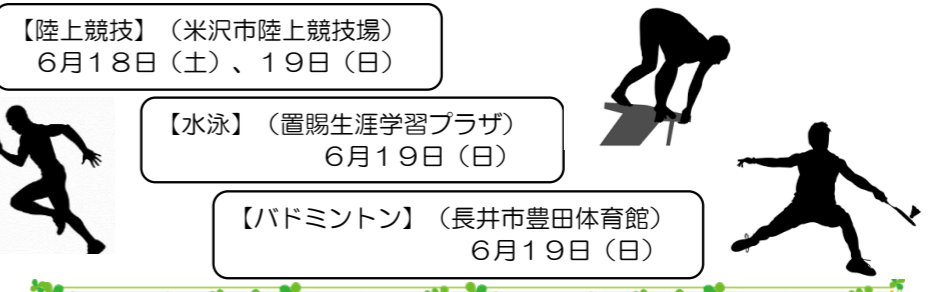 【陸上競技】（米沢市陸上競技場）
６月１８日（土）、１９日（日）
【水泳】（置賜生涯学習プラザ）
６月１９日（日）
【バドミントン】（長井市豊田体育館）
６月１９日（日）